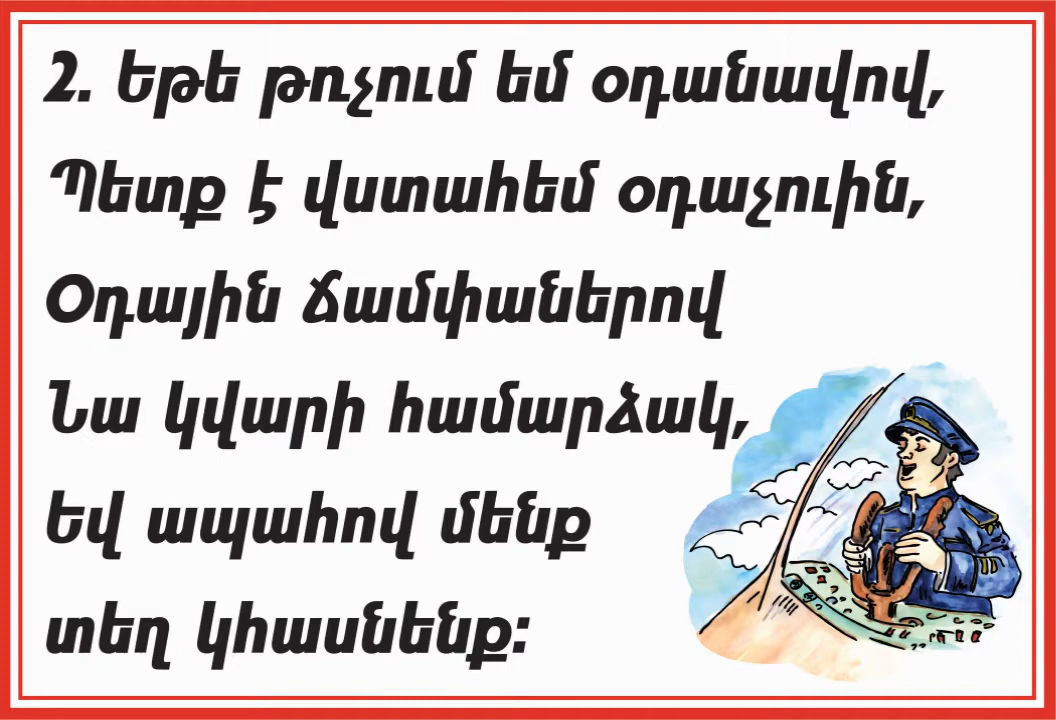 2. Եթե թռչում եմ օդանավով,
Պետք է վստահեմ օդաչուին,
Օդային ճամփաներով
Նա կվարի համարձակ,
Եվ ապահով մենք
տեղ կհասնենք: